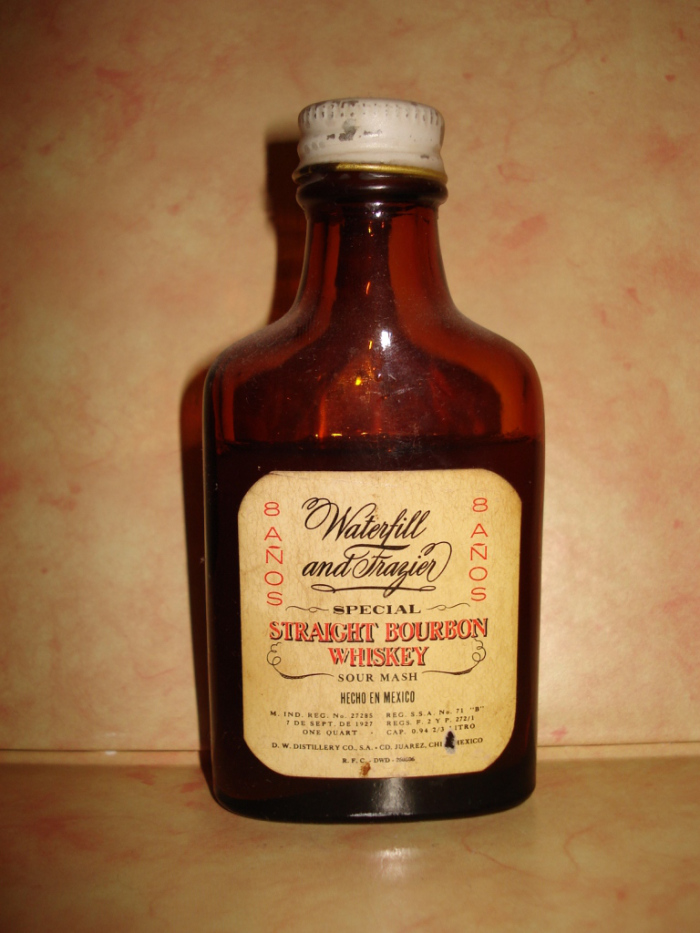 8 AÑOS
8 AÑOS
Waterfill
and Frazier
SPECIAL
STRAIGHT BOURBON
WHISKEY
SOUR MASH
HECHO EN MEXICO
M. IND. REG. No. 27285 REG. S.S.A. No. 71 "B"
7 DE SEPT. DE 1927 REGS. P. 2 Y P. 272/1
ONE QUART · CAP. 0.94 2/3
D. W. DISTILLERY CO., S.A. · CD. JUAREZ, MEXICO
R. F. C. DWD -